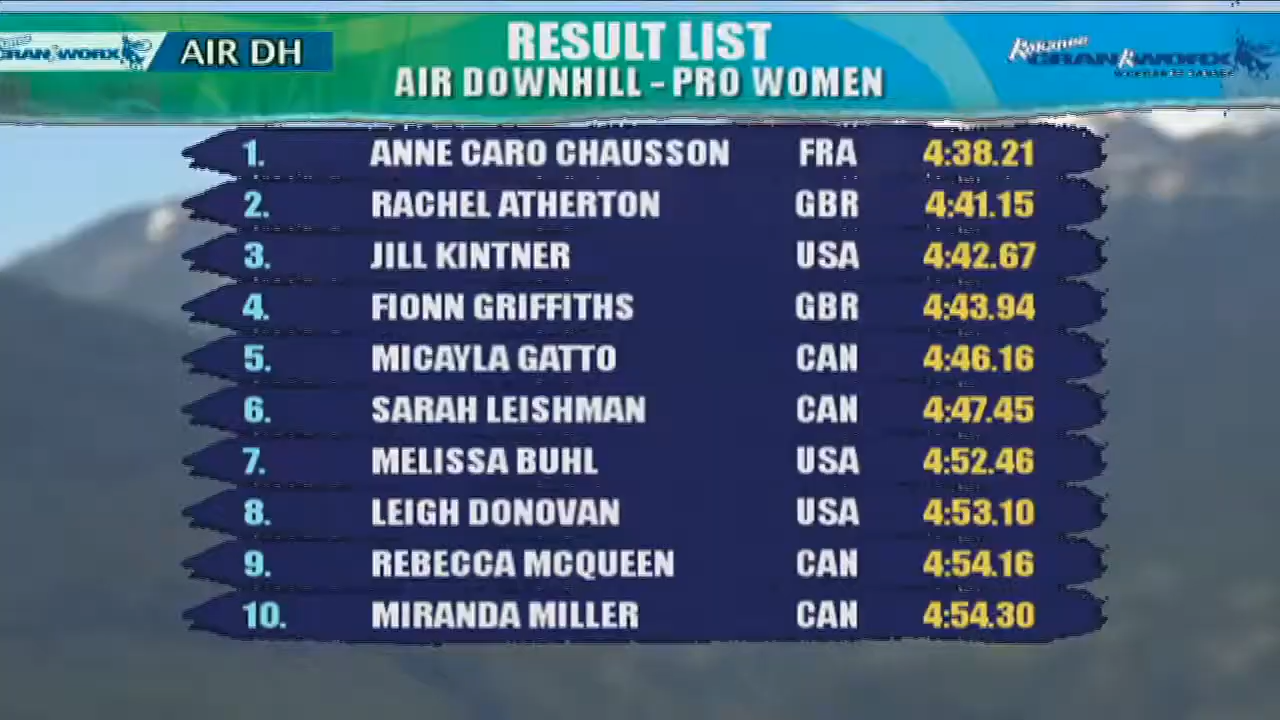 CRANKWORX
AIR DH
RESULT LIST
AIR DOWNHILL - PRO WOMEN
Kokanee
CRANKWORX
1. ANNE CARO CHAUSSON FRA 4:38.21
2. RACHEL ATHERTON GBR 4:41.15
3. JILL KINTNER USA 4:42.67
4. FIONN GRIFFITHS GBR 4:43.94
5. MICAYLA GATTO CAN 4:46.16
6. SARAH LEISHMAN CAN 4:47.45
7. MELISSA BUHL USA 4:52.46
8. LEIGH DONOVAN USA 4:53.10
9. REBECCA MCQUEEN CAN 4:54.16
10. MIRANDA MILLER CAN 4:54.30